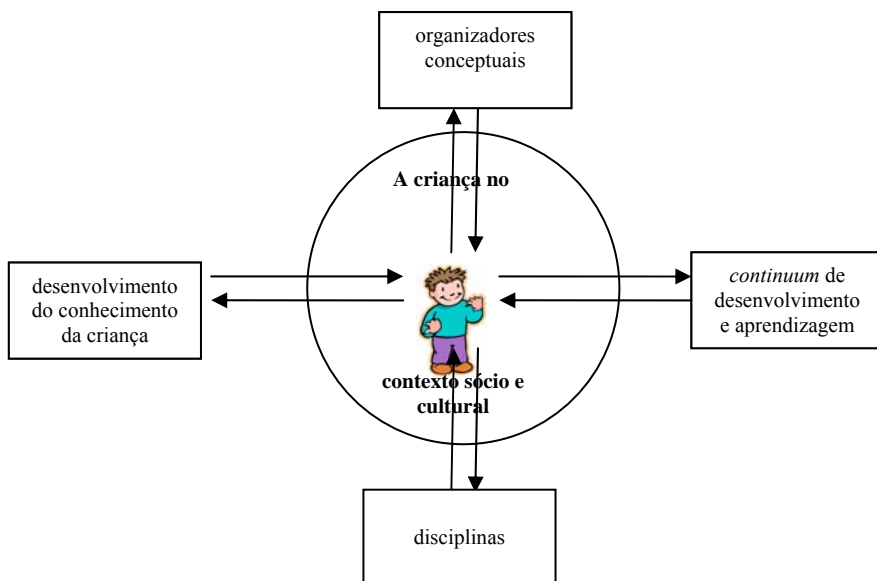 organizadores
conceptuais
A criança no
desenvolvimento
do conhecimento
da criança
continuum de
desenvolvimento
e aprendizagem
contexto sócio e
cultural
disciplinas